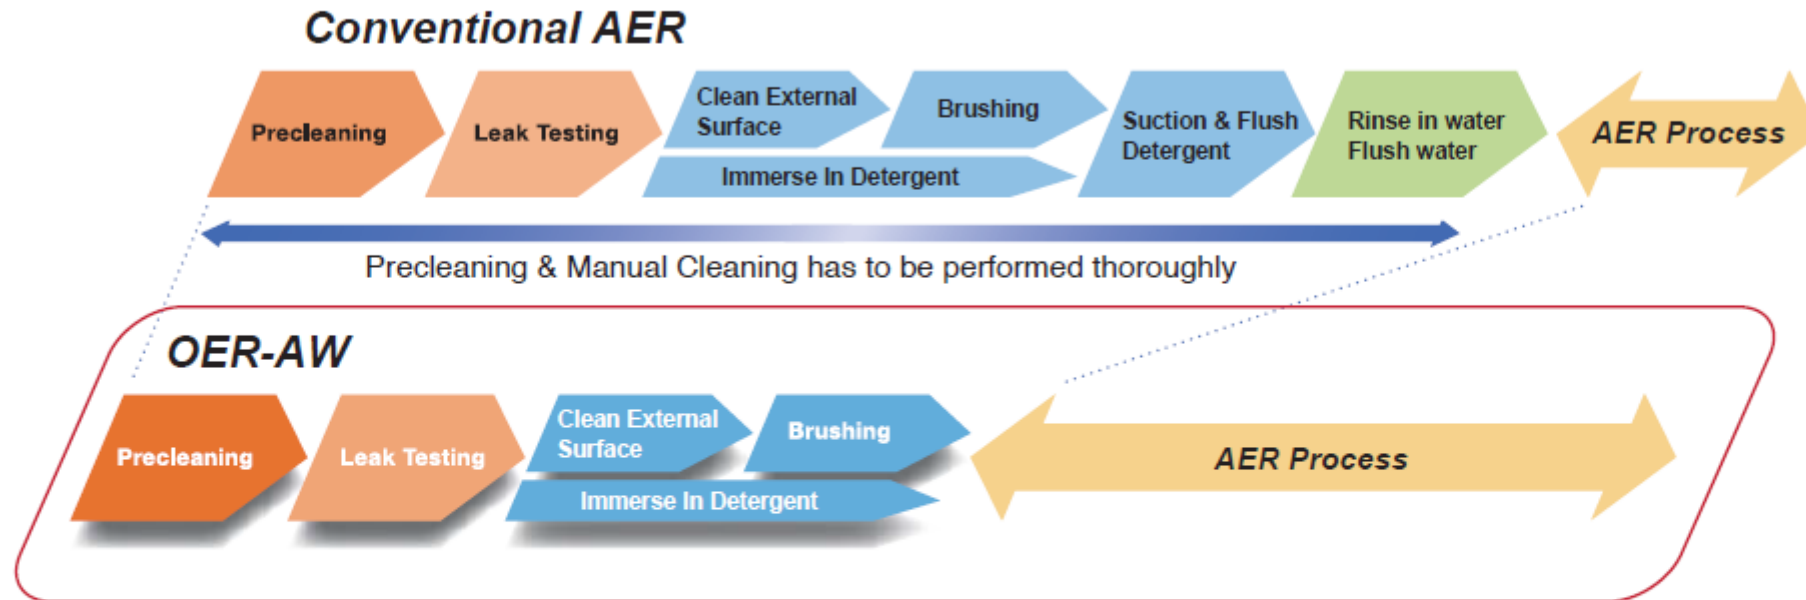 Conventional AER
Precleaning
Leak Testing
Clean External
Surface
Brushing
Immerse In Detergent
Suction & Flush
Detergent
Rinse in water
Flush water
AER Process
Precleaning & Manual Cleaning has to be performed thoroughly
OER-AW
Precleaning
Leak Testing
Clean External
Surface
Brushing
Immerse In Detergent
AER Process